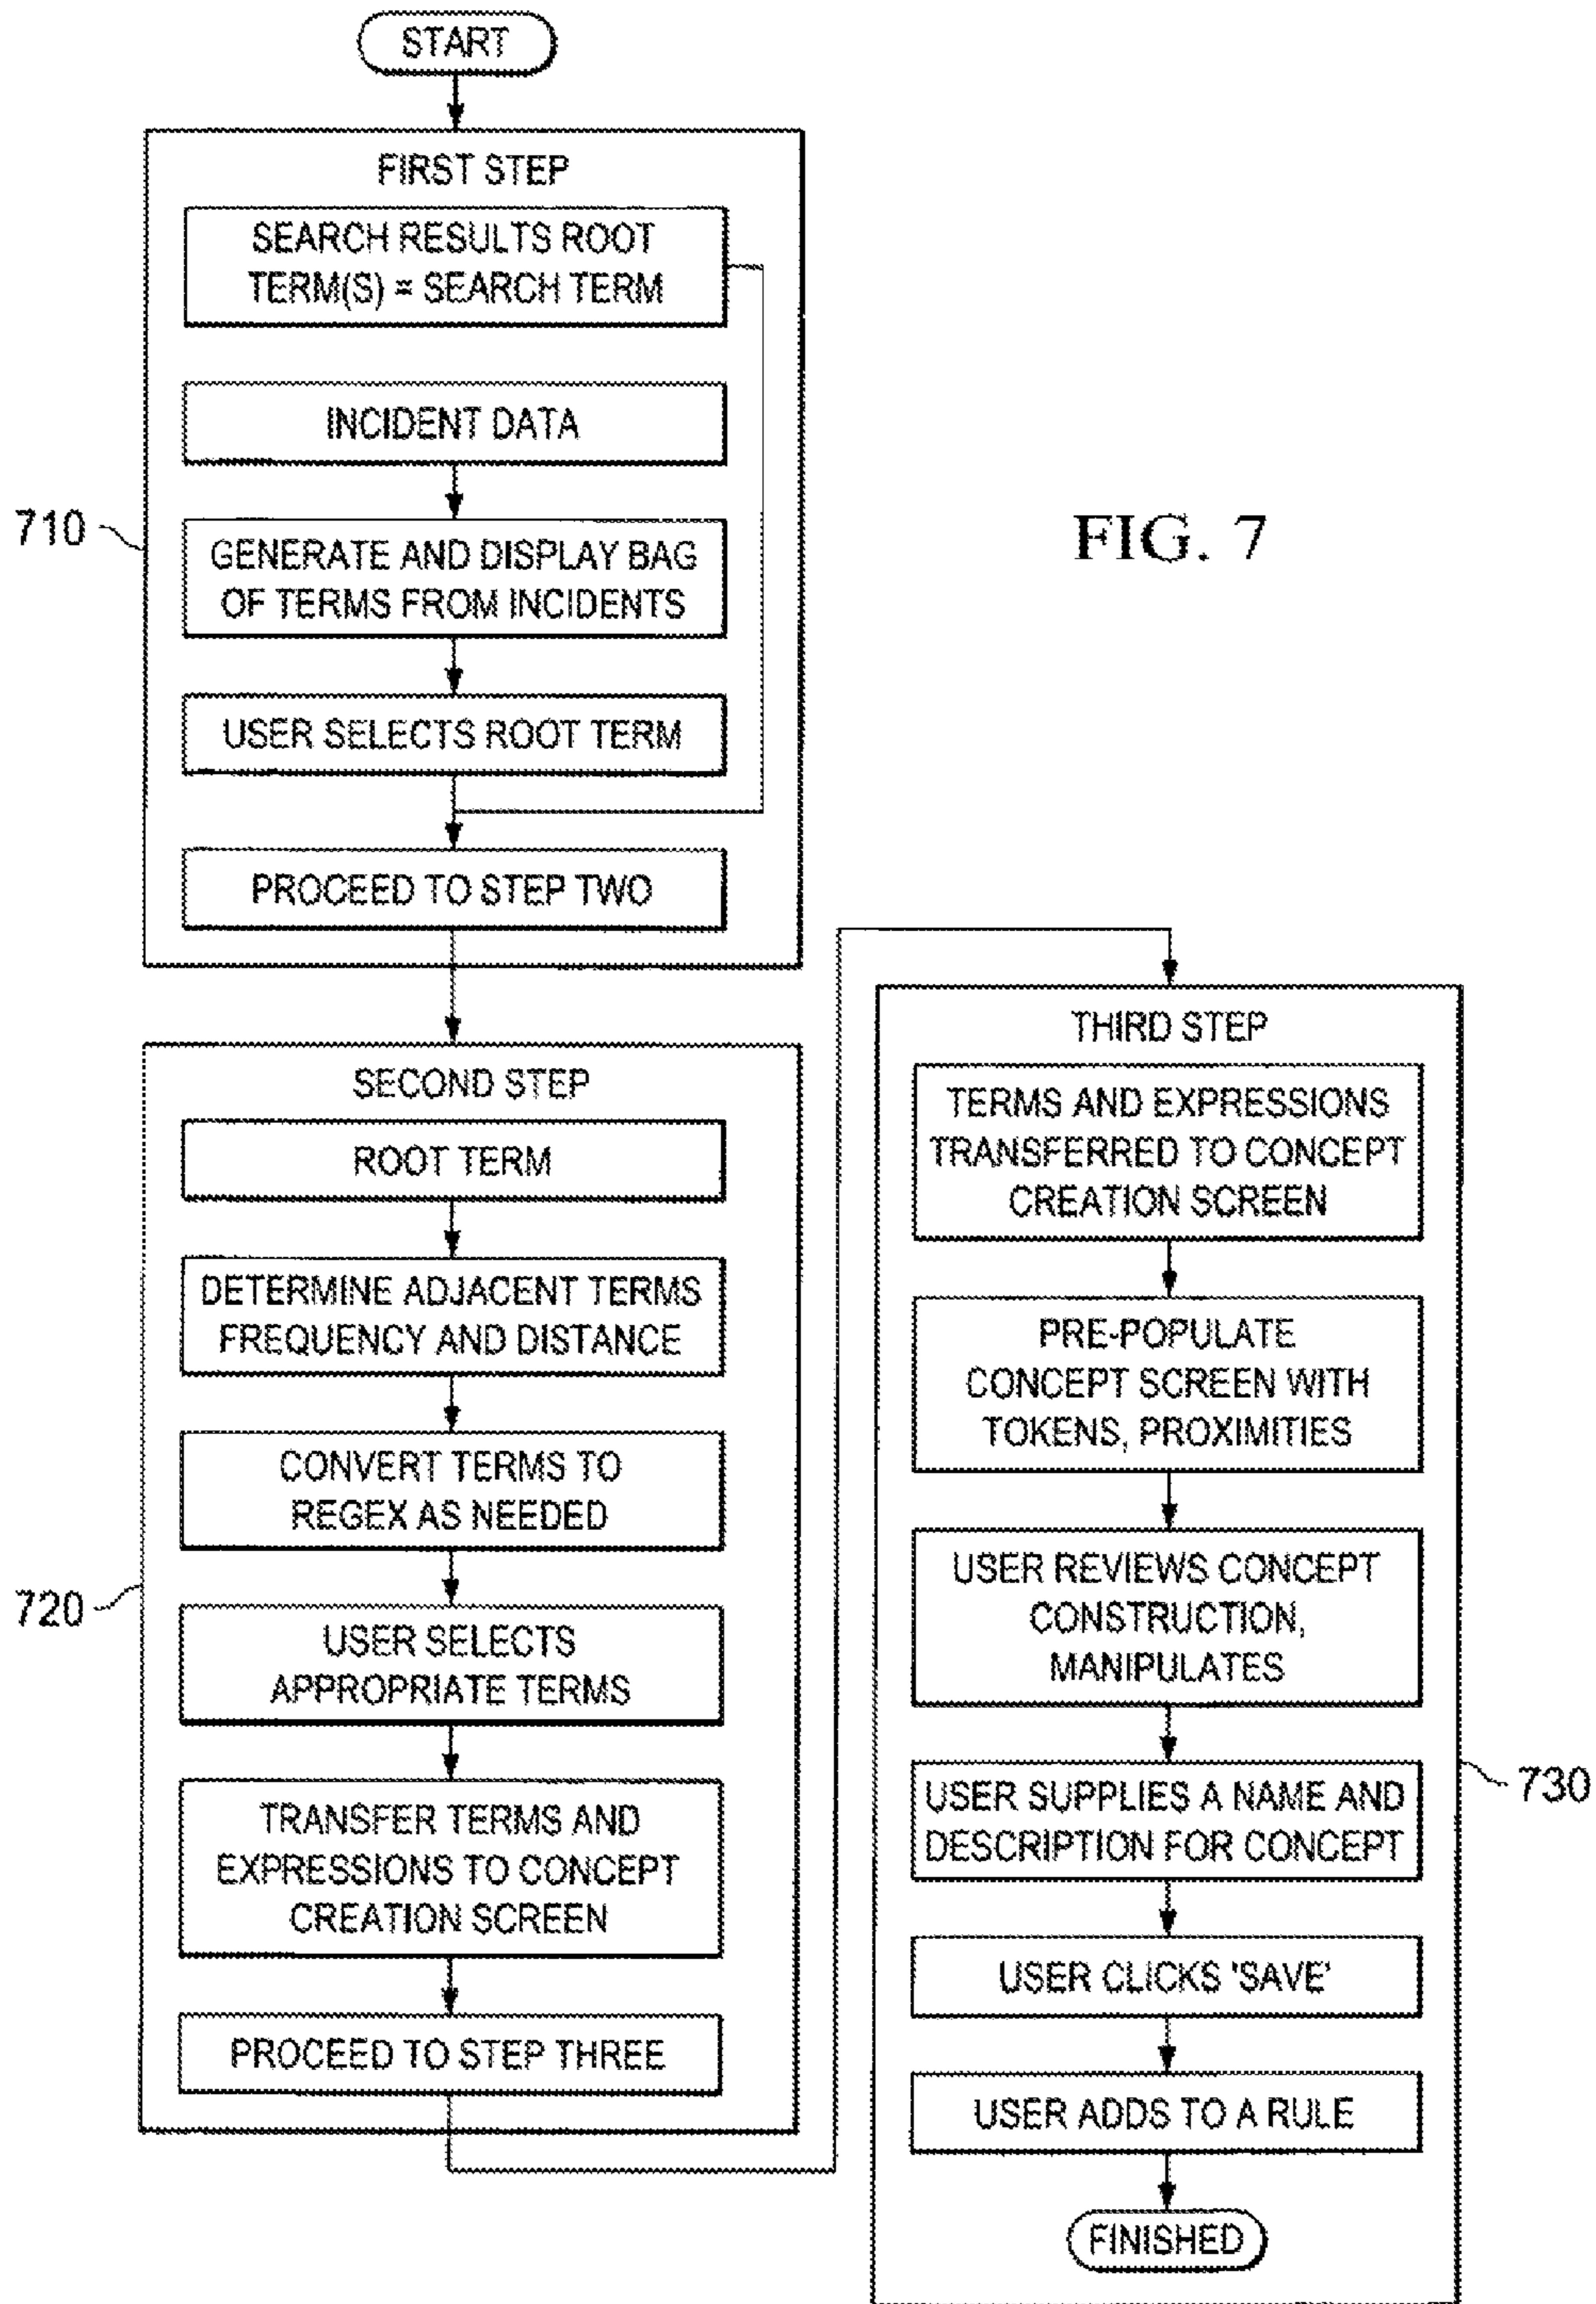 START
FIRST STEP
SEARCH RESULTS ROOT
TERM(S) = SEARCH TERM
INCIDENT DATA
GENERATE AND DISPLAY BAG
OF TERMS FROM INCIDENTS
USER SELECTS ROOT TERM
PROCEED TO STEP TWO
710
FIG. 7
SECOND STEP
ROOT TERM
DETERMINE ADJACENT TERMS
FREQUENCY AND DISTANCE
CONVERT TERMS TO
REGEX AS NEEDED
USER SELECTS
APPROPRIATE TERMS
TRANSFER TERMS AND
EXPRESSIONS TO CONCEPT
CREATION SCREEN
PROCEED TO STEP THREE
720
THIRD STEP
TERMS AND EXPRESSIONS
TRANSFERRED TO CONCEPT
CREATION SCREEN
PRE-POPULATE
CONCEPT SCREEN WITH
TOKENS, PROXIMITIES
USER REVIEWS CONCEPT
CONSTRUCTION,
MANIPULATES
USER SUPPLIES A NAME AND
DESCRIPTION FOR CONCEPT
USER CLICKS 'SAVE'
USER ADDS TO A RULE
FINISHED
730